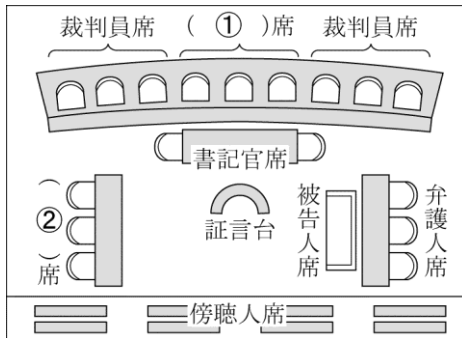 裁判員席 ( ① )席 裁判員席
書記官席
( ② )席
証言台
被告人席
弁護人席
傍聴人席